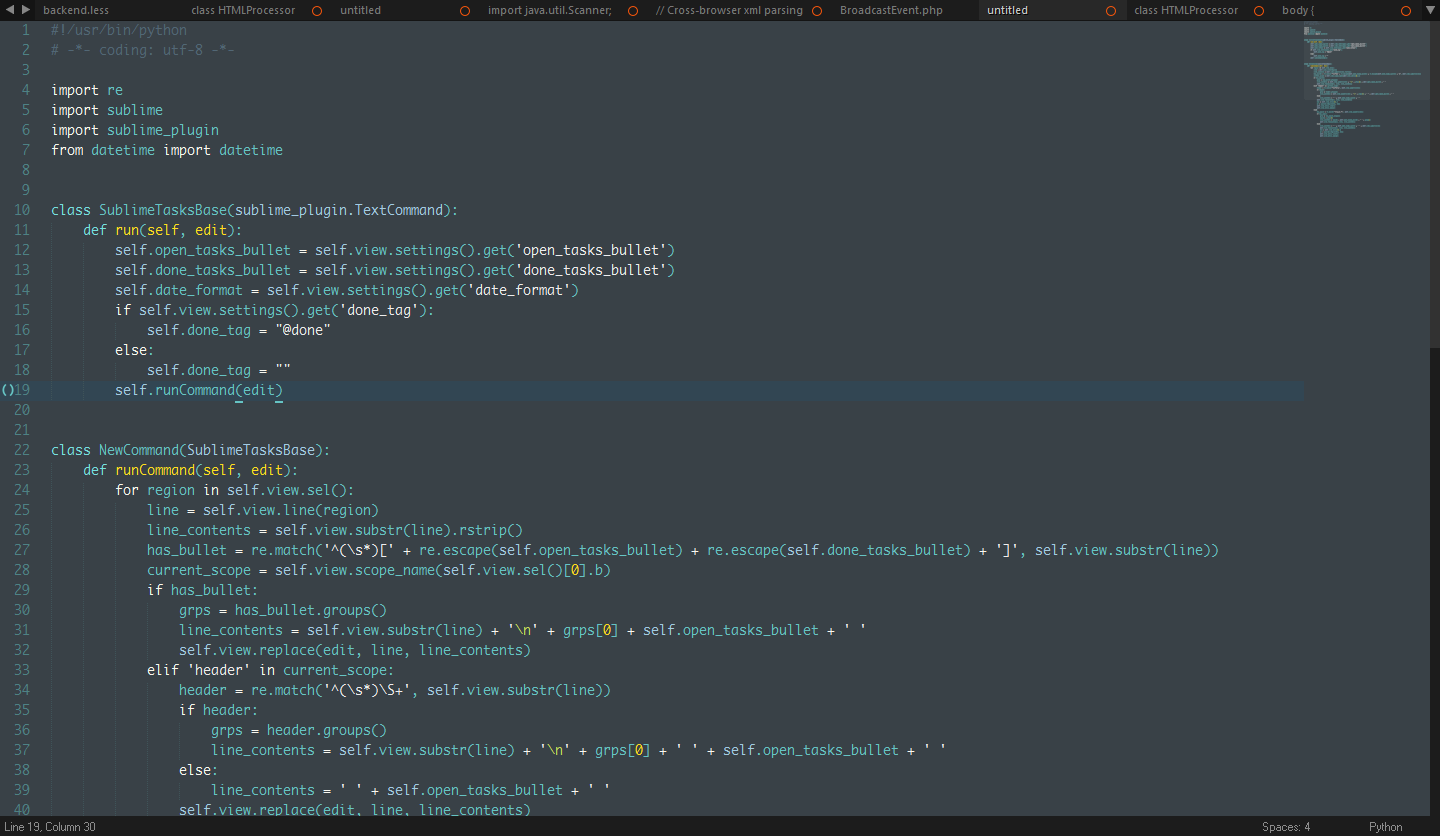 backend.less class HTMLProcessor untitled import java.util.Scanner; // Cross-browser xml parsing BroadcastEvent.php untitled class HTMLProcessor body {
1 #!/usr/bin/python
2 # -*- coding: utf-8 -*-
3
4 import re
5 import sublime
6 import sublime_plugin
7 from datetime import datetime
8
9
10 class SublimeTasksBase(sublime_plugin.TextCommand):
11     def run(self, edit):
12         self.open_tasks_bullet = self.view.settings().get('open_tasks_bullet')
13         self.done_tasks_bullet = self.view.settings().get('done_tasks_bullet')
14         self.date_format = self.view.settings().get('date_format')
15         if self.view.settings().get('done_tag'):
16             self.done_tag = "@done"
17         else:
18             self.done_tag = ""
()19         self.runCommand(edit)
20
21
22 class NewCommand(SublimeTasksBase):
23     def runCommand(self, edit):
24         for region in self.view.sel():
25             line = self.view.line(region)
26             line_contents = self.view.substr(line).rstrip()
27             has_bullet = re.match('^(\s*)[' + re.escape(self.open_tasks_bullet) + re.escape(self.done_tasks_bullet) + ']', self.view.substr(line))
28             current_scope = self.view.scope_name(self.view.sel()[0].b)
29             if has_bullet:
30                 grps = has_bullet.groups()
31                 line_contents = self.view.substr(line) + '\n' + grps[0] + self.open_tasks_bullet + ' '
32                 self.view.replace(edit, line, line_contents)
33             elif 'header' in current_scope:
34                 header = re.match('^(\s*)\S+', self.view.substr(line))
35                 if header:
36                     grps = header.groups()
37                     line_contents = self.view.substr(line) + '\n' + grps[0] + ' ' + self.open_tasks_bullet + ' '
38                 else:
39                     line_contents = ' ' + self.open_tasks_bullet + ' '
40                 self.view.replace(edit, line, line_contents)
Line 19, Column 30 Spaces: 4 Python